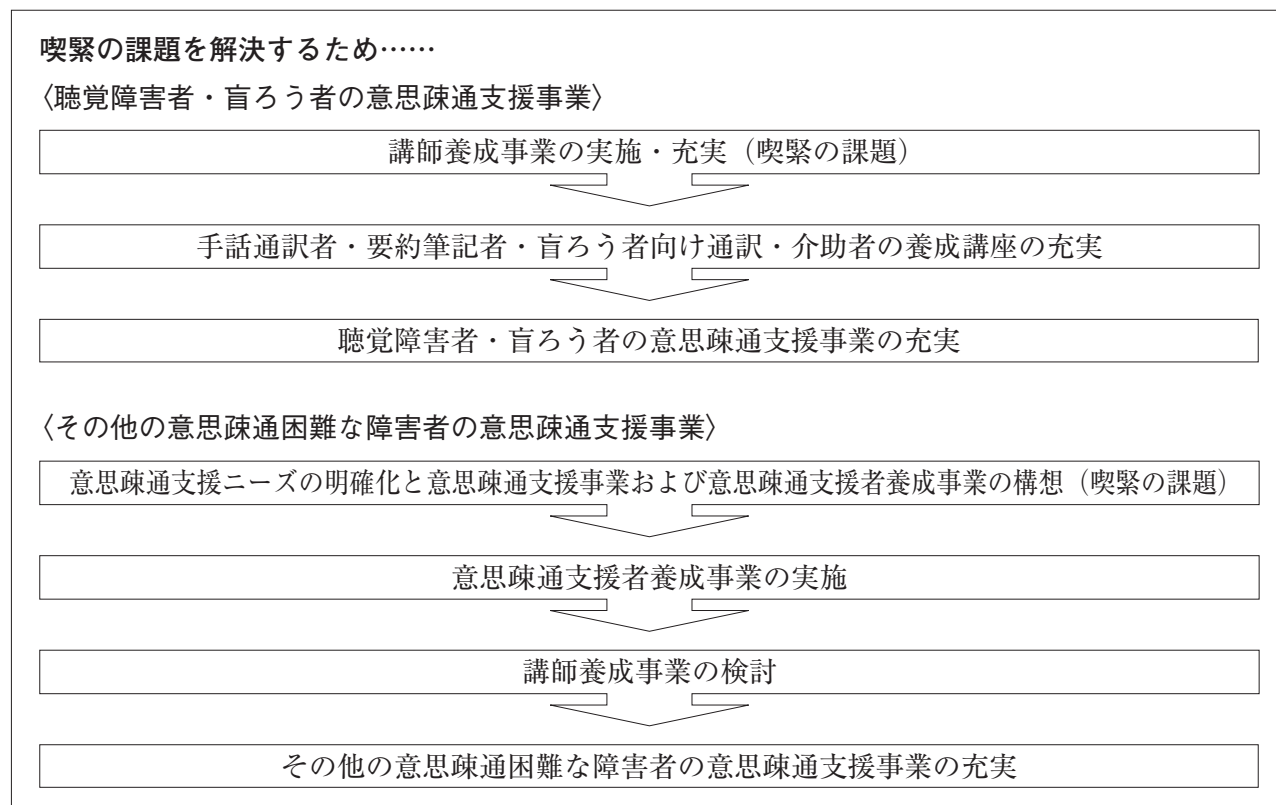 喫緊の課題を解決するため……
〈聴覚障害者・盲ろう者の意思疎通支援事業〉
講師養成事業の実施・充実（喫緊の課題）
手話通訳者・要約筆記者・盲ろう者向け通訳・介助者の養成講座の充実
聴覚障害者・盲ろう者の意思疎通支援事業の充実
〈その他の意思疎通困難な障害者の意思疎通支援事業〉
意思疎通支援ニーズの明確化と意思疎通支援事業および意思疎通支援者養成事業の構想（喫緊の課題）
意思疎通支援者養成事業の実施
講師養成事業の検討
その他の意思疎通困難な障害者の意思疎通支援事業の充実